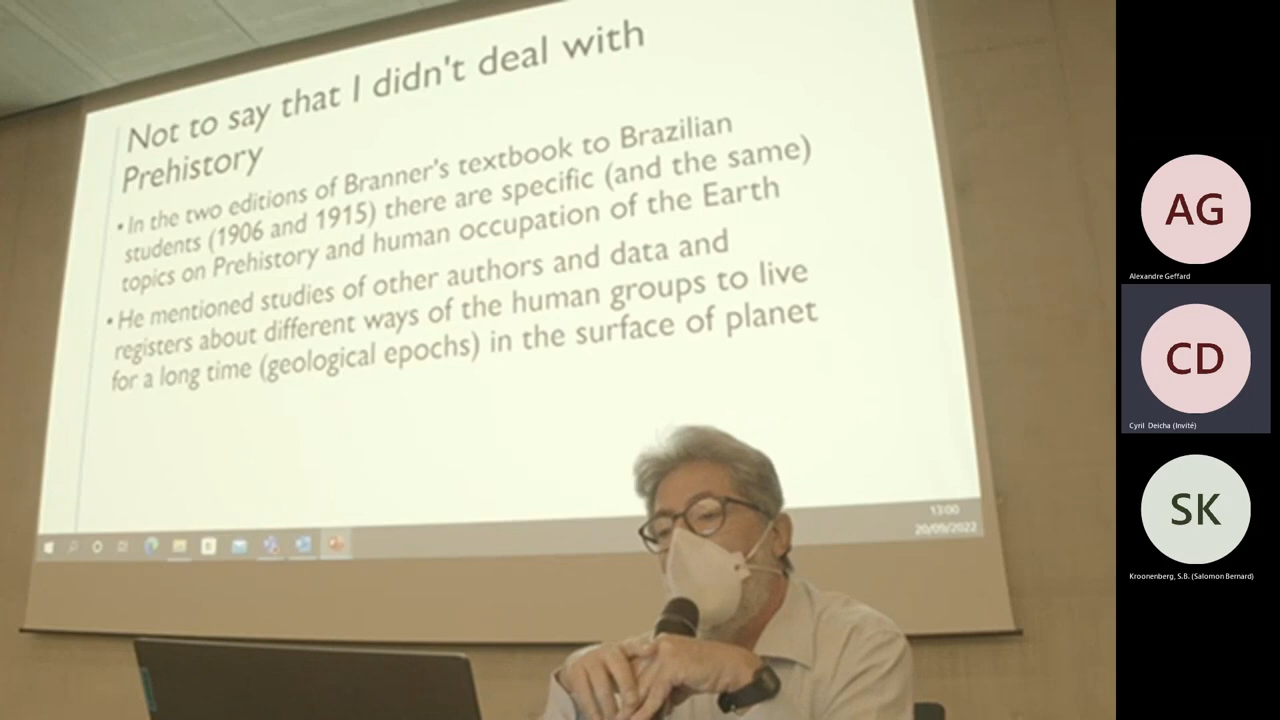 Not to say that I didn't deal with
Prehistory
• In the two editions of Branner's textbook to Brazilian
students (1906 and 1915) there are specific (and the same)
topics on Prehistory and human occupation of the Earth
• He mentioned studies of other authors and data and
registers about different ways of the human groups to live
for a long time (geological epochs) in the surface of planet
13:00
20/09/2022
AG
Alexandre Geffard
CD
Cyril Deicha (Invité)
SK
Kroonenberg, S.B. (Salomon Bernard)